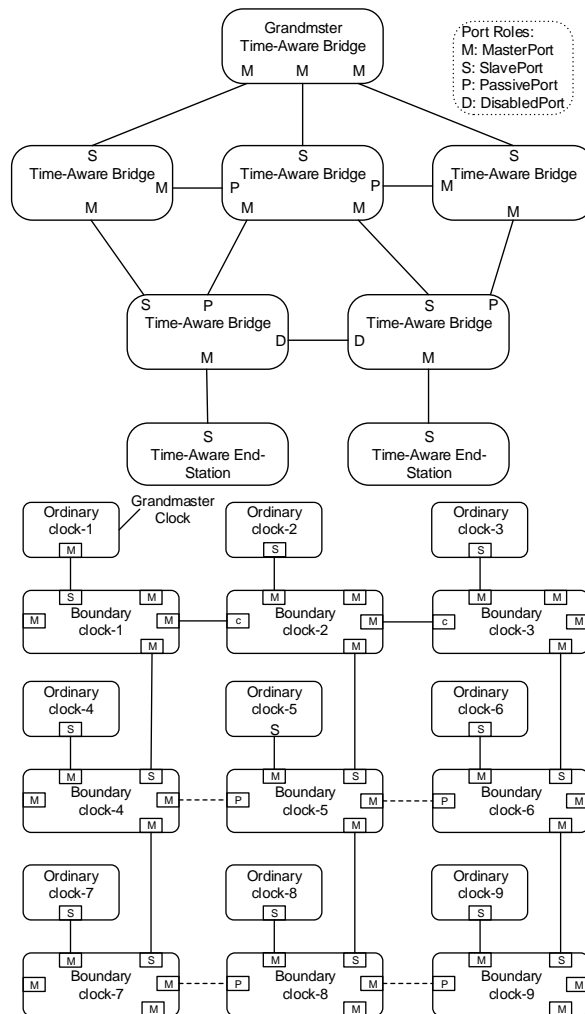 Grandmster
Time-Aware Bridge
M M M
Port Roles:
M: MasterPort
S: SlavePort
P: PassivePort
D: DisabledPort
S
Time-Aware Bridge
M
M
S
P Time-Aware Bridge P
M M
S
Time-Aware Bridge
M
M
S P
Time-Aware Bridge
D
M
S P
Time-Aware Bridge
D
M
S
Time-Aware End-
Station
S
Time-Aware End-
Station
Ordinary
clock-1
M
Grandmaster
Clock
Ordinary
clock-2
S
Ordinary
clock-3
S
S M
M Boundary M
clock-1
M
M M
c Boundary M
clock-2
M
M M
c Boundary M
clock-3
M
Ordinary
clock-4
S
Ordinary
clock-5
S
Ordinary
clock-6
S
M S
M Boundary M
clock-4
M
M S
P Boundary M
clock-5
M
M S
P Boundary M
clock-6
M
Ordinary
clock-7
S
Ordinary
clock-8
S
Ordinary
clock-9
S
M S
M Boundary M
clock-7
M
M S
P Boundary M
clock-8
M
M S
P Boundary M
clock-9
M